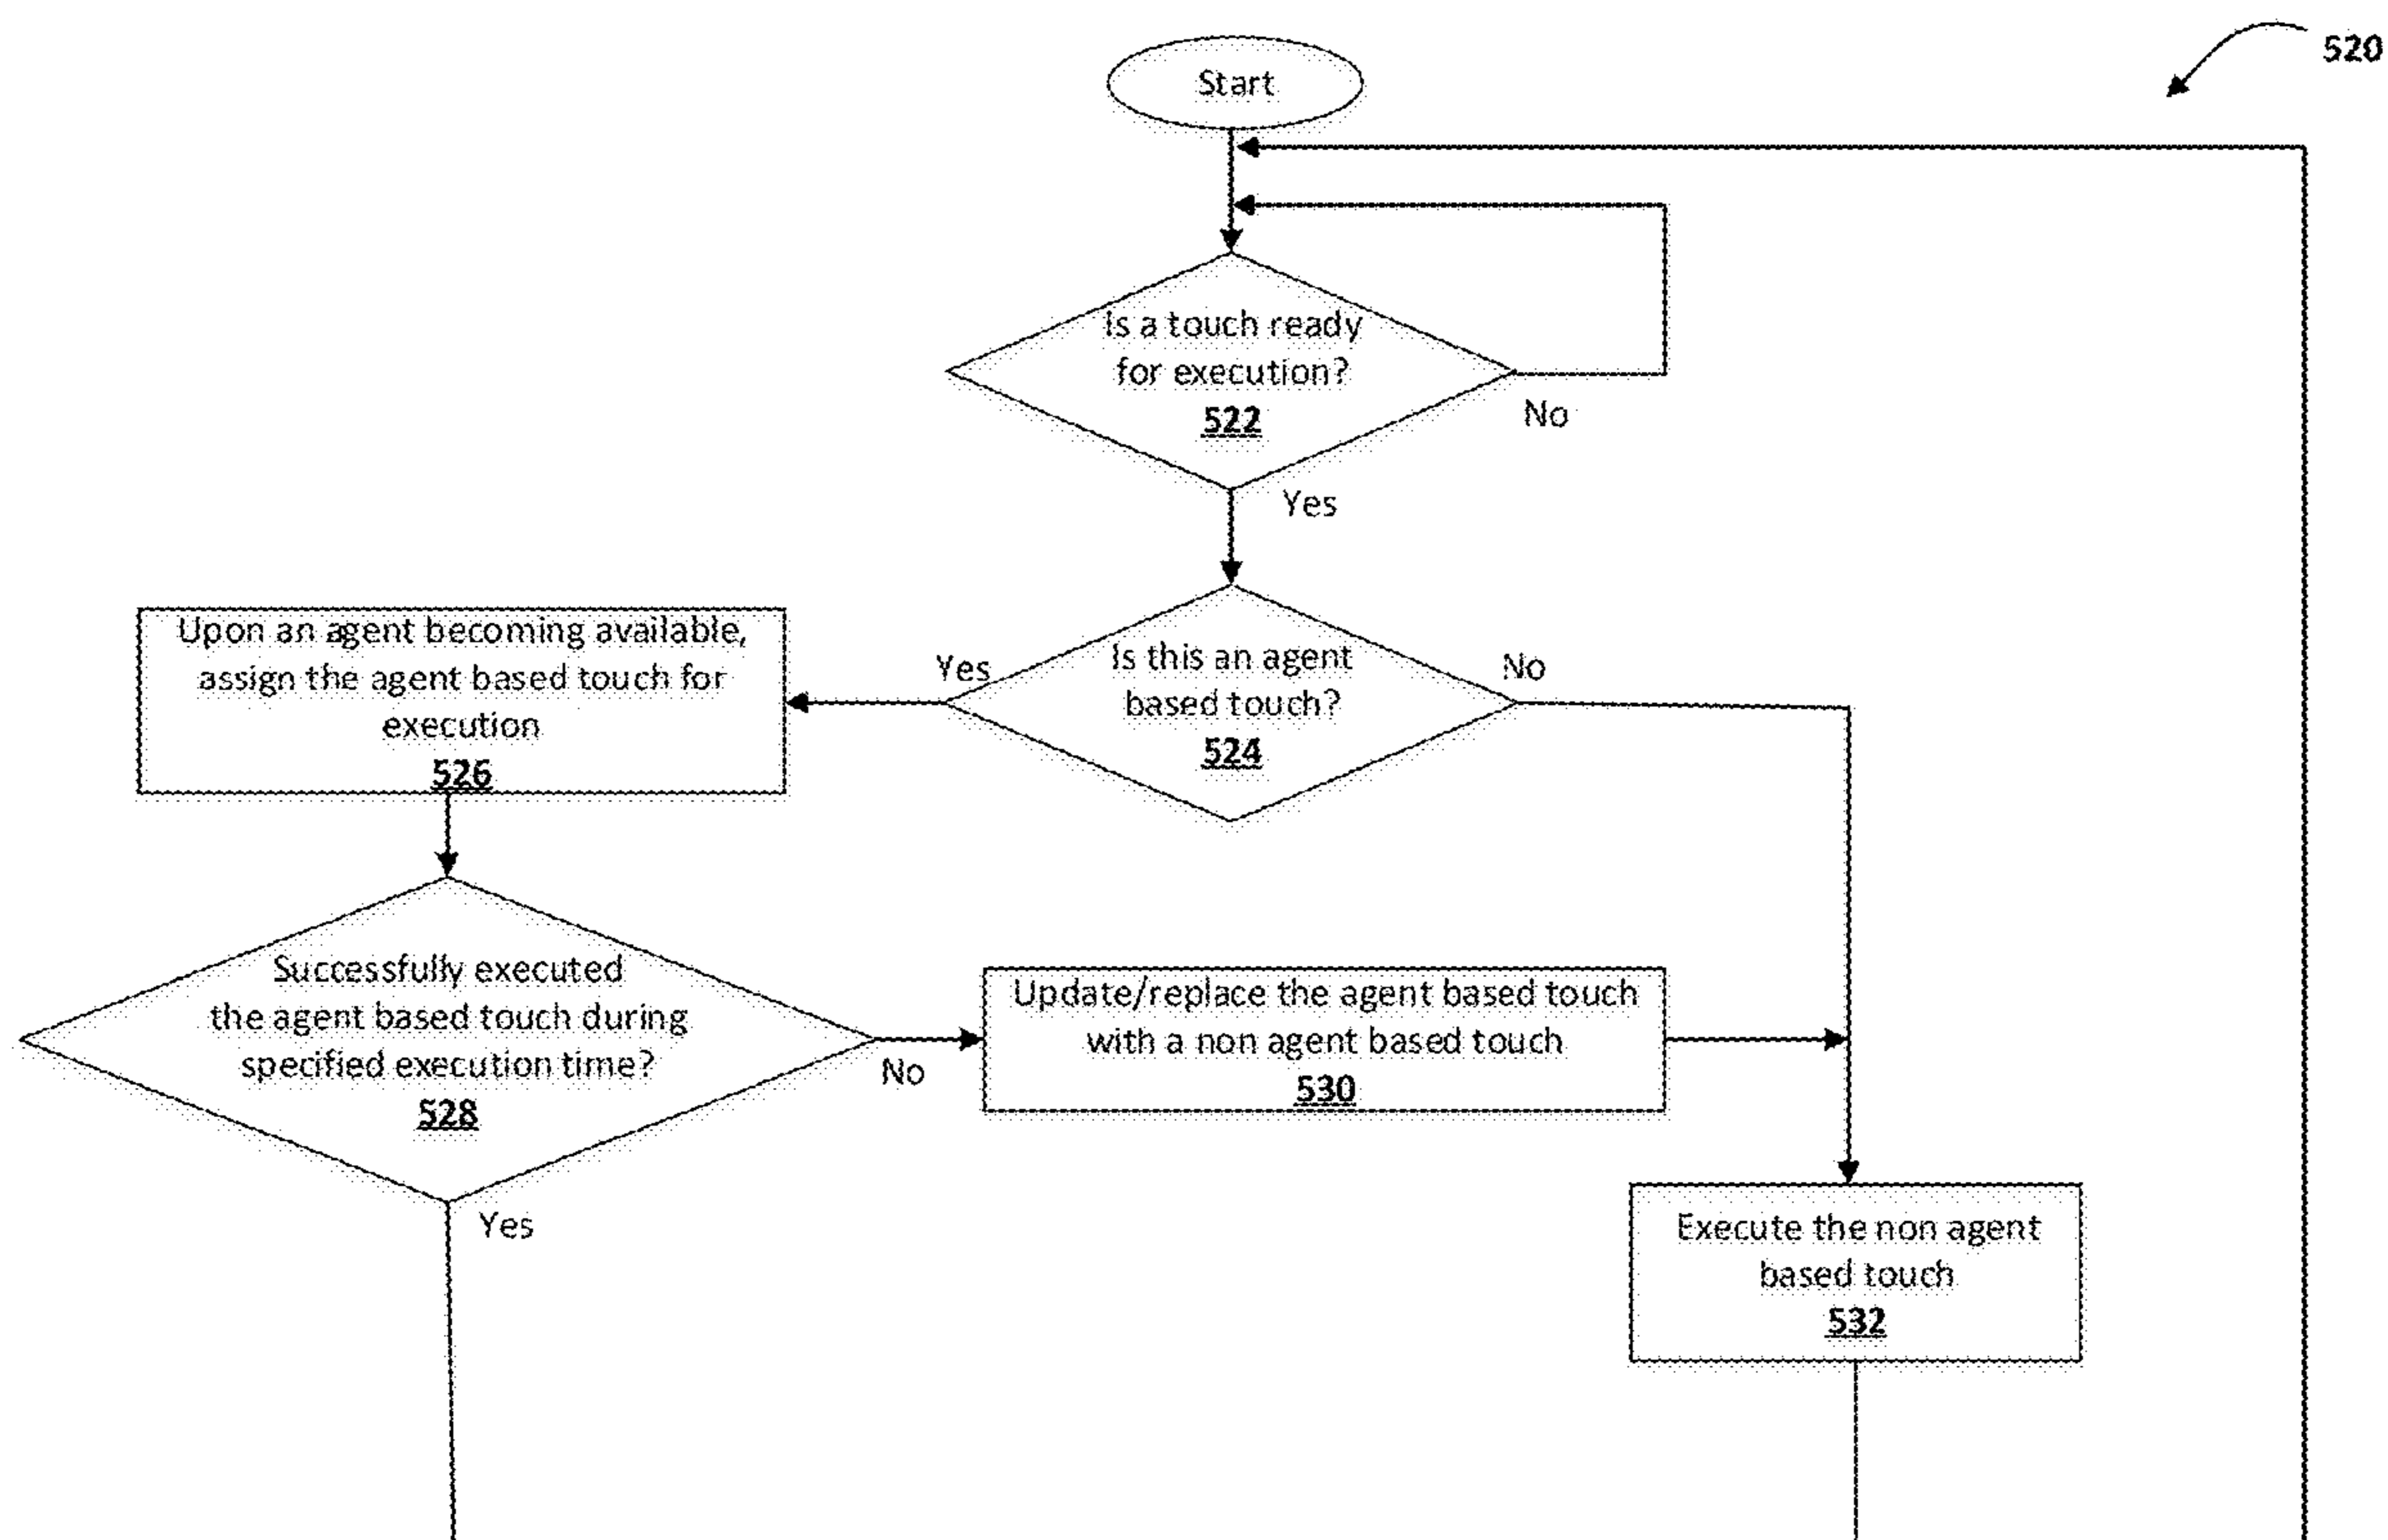 520
Start
Is a touch ready
for execution?
522
No
Yes
Upon an agent becoming available,
assign the agent based touch for
execution
526
Yes
Is this an agent
based touch?
524
No
Successfully executed
the agent based touch during
specified execution time?
528
No
Yes
Update/replace the agent based touch
with a non agent based touch
530
Execute the non agent
based touch
532